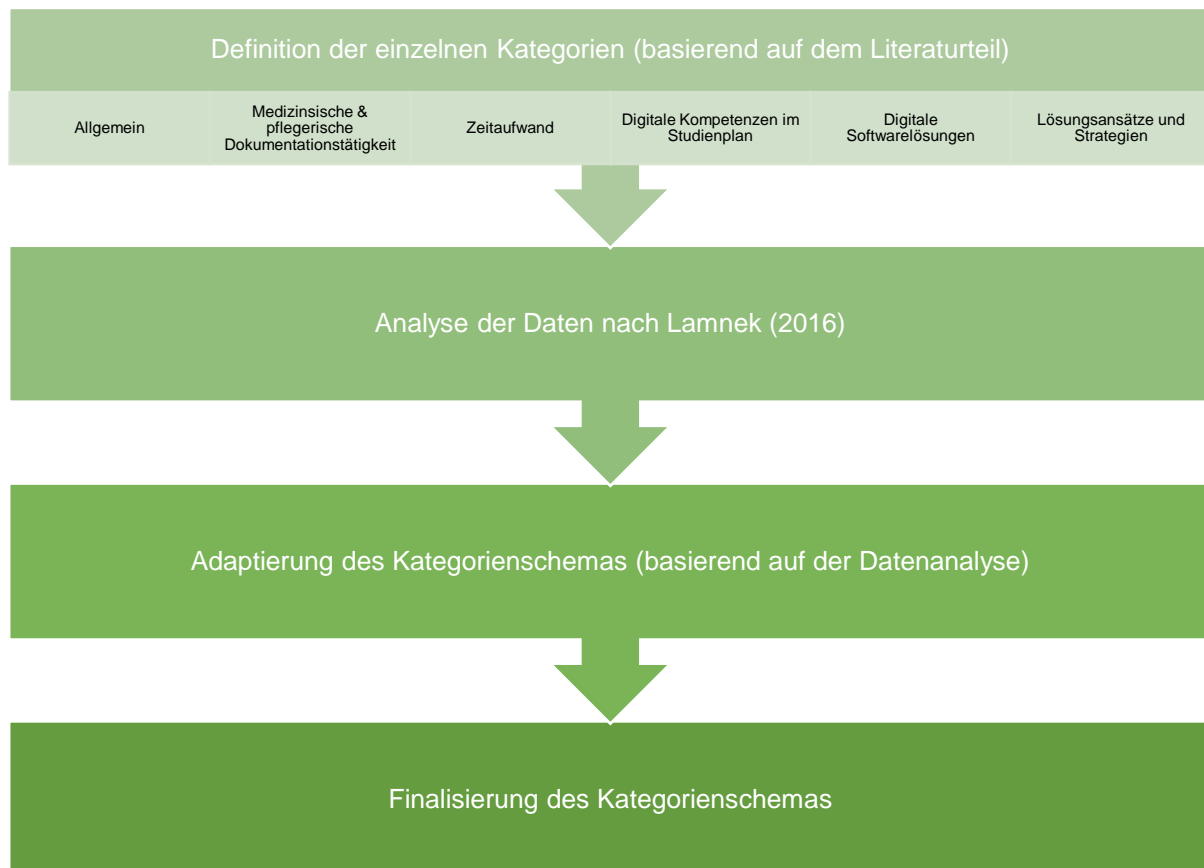 Definition der einzelnen Kategorien (basierend auf dem Literaturteil)
Allgemein
Medizinsische &
pflegerische
Dokumentationstätigkeit
Zeitaufwand
Digitale Kompetenzen im
Studienplan
Digitale
Softwarelösungen
Lösungsansätze und
Strategien
Analyse der Daten nach Lamnek (2016)
Adaptierung des Kategorienschemas (basierend auf der Datenanalyse)
Finalisierung des Kategorienschemas